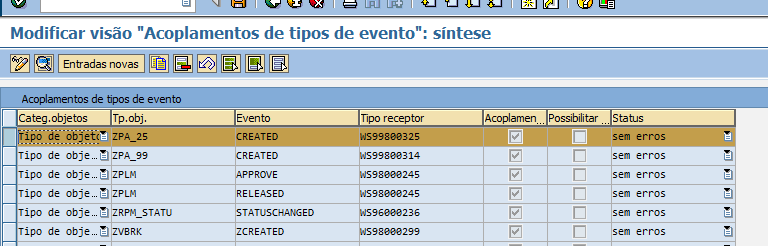 Modificar visão "Acoplamentos de tipos de evento": síntese
Entradas novas
Acoplamentos de tipos de evento
Categ.objetos Tp.obj. Evento Tipo receptor Acoplamen... Possibilitar ... Status
Tipo de objeto ZPA_25 CREATED WS99800325 sem erros
Tipo de obje... ZPA_99 CREATED WS99800314 sem erros
Tipo de obje... ZPLM APPROVE WS98000245 sem erros
Tipo de obje... ZPLM RELEASED WS98000245 sem erros
Tipo de obje... ZRPM_STATU STATUSCHANGED WS96000236 sem erros
Tipo de obje... ZVBRK ZCREATED WS98000299 sem erros